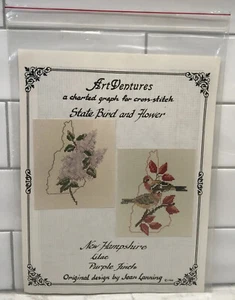 ArtVentures
a charted graph for cross-stitch
State Bird and Flower
New Hampshire
Lilac
Purple Finch
Original design by Jean Lanning